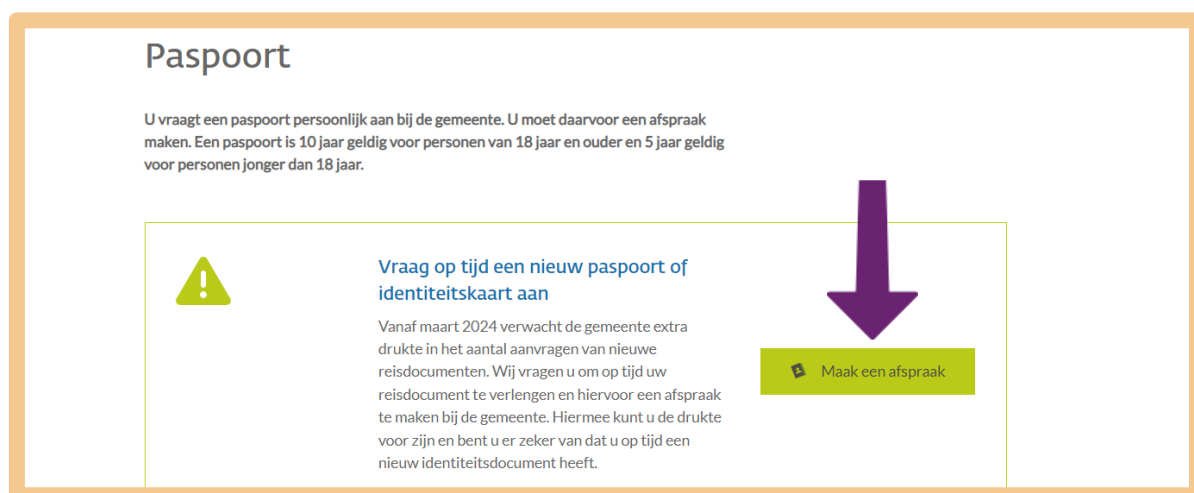 Paspoort
U vraagt een paspoort persoonlijk aan bij de gemeente. U moet daarvoor een afspraak
maken. Een paspoort is 10 jaar geldig voor personen van 18 jaar en ouder en 5 jaar geldig
voor personen jonger dan 18 jaar.
Vraag op tijd een nieuw paspoort of
identiteitskaart aan
Vanaf maart 2024 verwacht de gemeente extra
drukte in het aantal aanvragen van nieuwe
reisdocumenten. Wij vragen u om op tijd uw
reisdocument te verlengen en hiervoor een afspraak
te maken bij de gemeente. Hiermee kunt u de drukte
voor zijn en bent u er zeker van dat u op tijd een
nieuw identiteitsdocument heeft.
Maak een afspraak